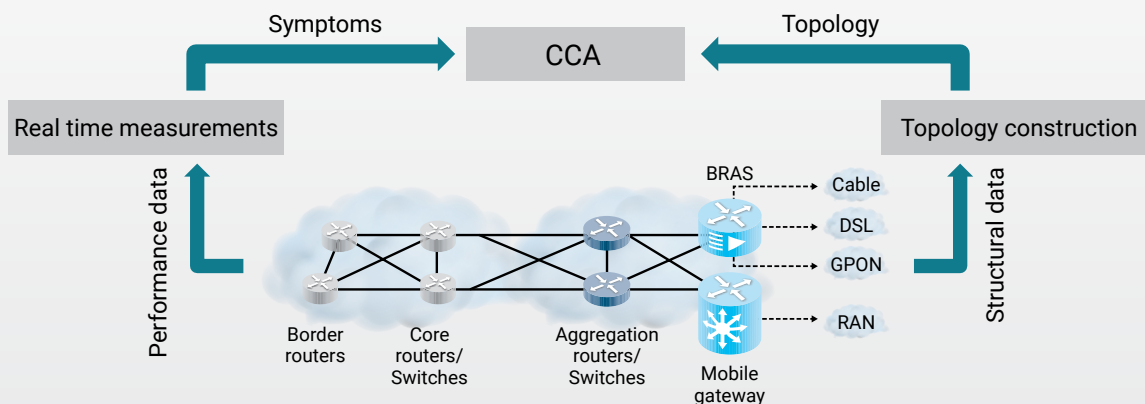 Symptoms
Topology
CCA
Real time measurements
Topology construction
Performance data
Structural data
BRAS
Cable
DSL
GPON
RAN
Border
routers
Core
routers/
Switches
Aggregation
routers/
Switches
Mobile
gateway